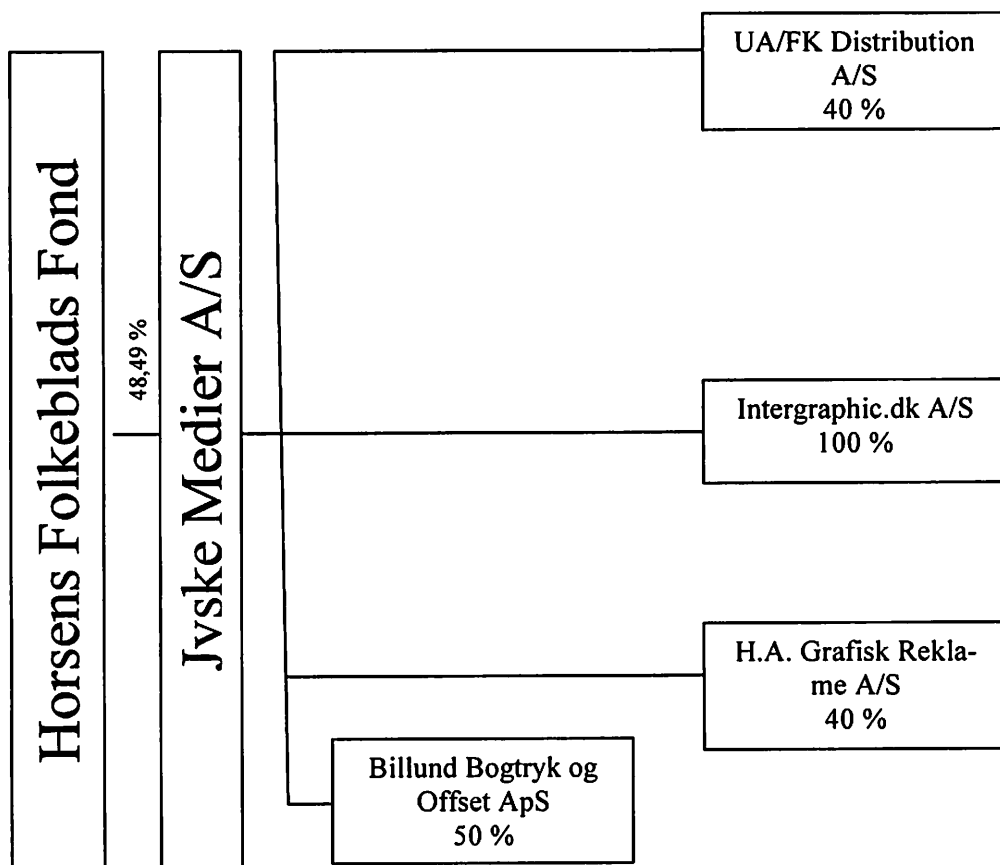 Horsens Folkeblads Fond
48,49 %
Jvske Medier A/S
UA/FK Distribution
A/S
40 %
Intergraphic.dk A/S
100 %
H.A. Grafisk Rekla-
me A/S
40 %
Billund Bogtryk og
Offset ApS
50 %